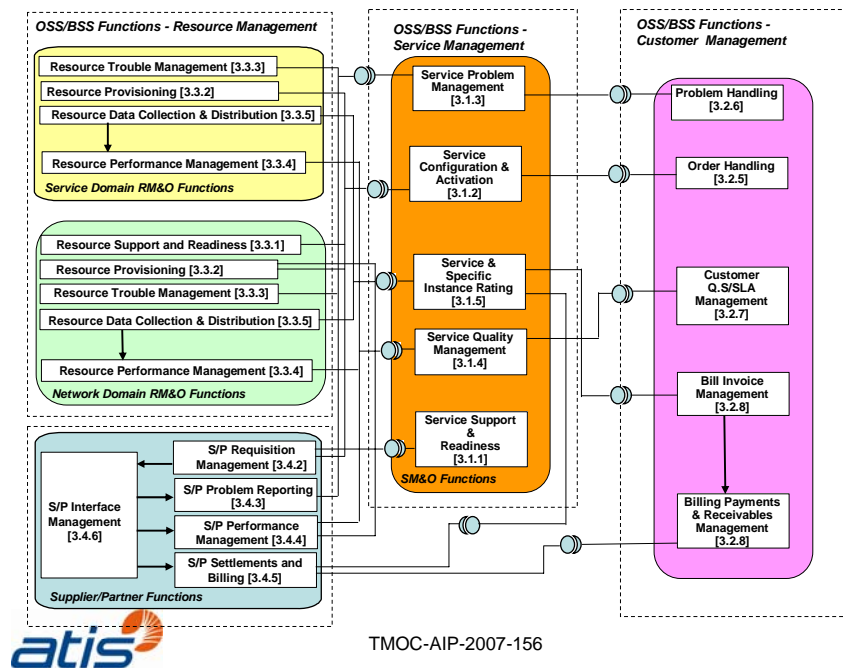 OSS/BSS Functions - Resource Management
Resource Trouble Management [3.3.3]
Resource Provisioning [3.3.2]
Resource Data Collection & Distribution [3.3.5]
Resource Performance Management [3.3.4]
Service Domain RM&O Functions
Resource Support and Readiness [3.3.1]
Resource Provisioning [3.3.2]
Resource Trouble Management [3.3.3]
Resource Data Collection & Distribution [3.3.5]
Resource Performance Management [3.3.4]
Network Domain RM&O Functions
S/P Interface
Management
[3.4.6]
S/P Requisition
Management [3.4.2]
S/P Problem Reporting
[3.4.3]
S/P Performance
Management [3.4.4]
S/P Settlements and
Billing [3.4.5]
Supplier/Partner Functions
OSS/BSS Functions -
Service Management
Service Problem
Management
[3.1.3]
Service
Configuration &
Activation
[3.1.2]
Service &
Specific
Instance Rating
[3.1.5]
Service Quality
Management
[3.1.4]
Service Support
&
Readiness
[3.1.1]
SM&O Functions
OSS/BSS Functions -
Customer Management
Problem Handling
[3.2.6]
Order Handling
[3.2.5]
Customer
Q.S/SLA
Management
[3.2.7]
Bill Invoice
Management
[3.2.8]
Billing Payments
& Receivables
Management
[3.2.8]
atis
TMOC-AIP-2007-156